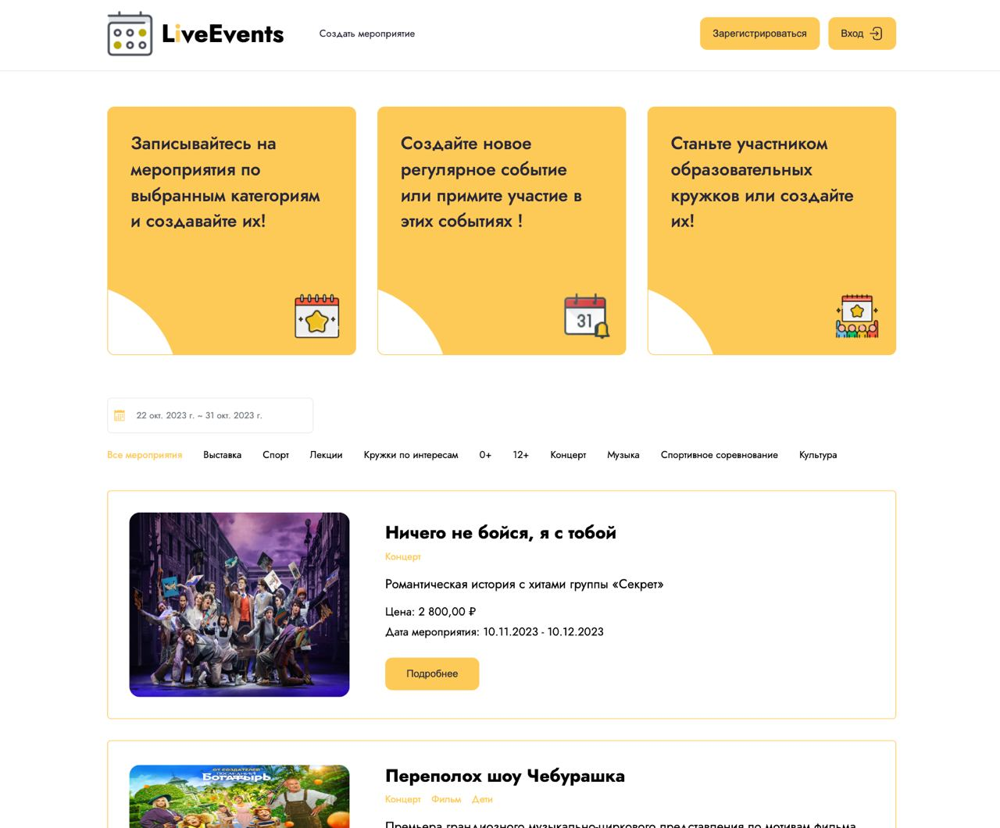 LiveEvents
Создать мероприятие
Зарегистрироваться
Вход
Записывайтесь на
мероприятия по
выбранным категориям
и создавайте их!
Создайте новое
регулярное событие
или примите участие в
этих событиях !
31
Станьте участником
образовательных
кружков или создайте
их!
22 окт. 2023 г. ~ 31 окт. 2023 г.
Все мероприятия Выставка Спорт Лекции Кружки по интересам 0+ 12+ Концерт Музыка Спортивное соревнование Культура
Ничего не бойся, я с тобой
Концерт
Романтическая история с хитами группы «Секрет»
Цена: 2 800,00 ₽
Дата мероприятия: 10.11.2023 - 10.12.2023
Подробнее
ОТ СОЗДАТЕЛЕЙ
ПОСЛЕДНИЙ
БОГАТЫРЬ
Переполох шоу Чебурашка
Концерт Фильм Дети
Премьера грандиозного музыкально-циркового представления по мотивам фильма